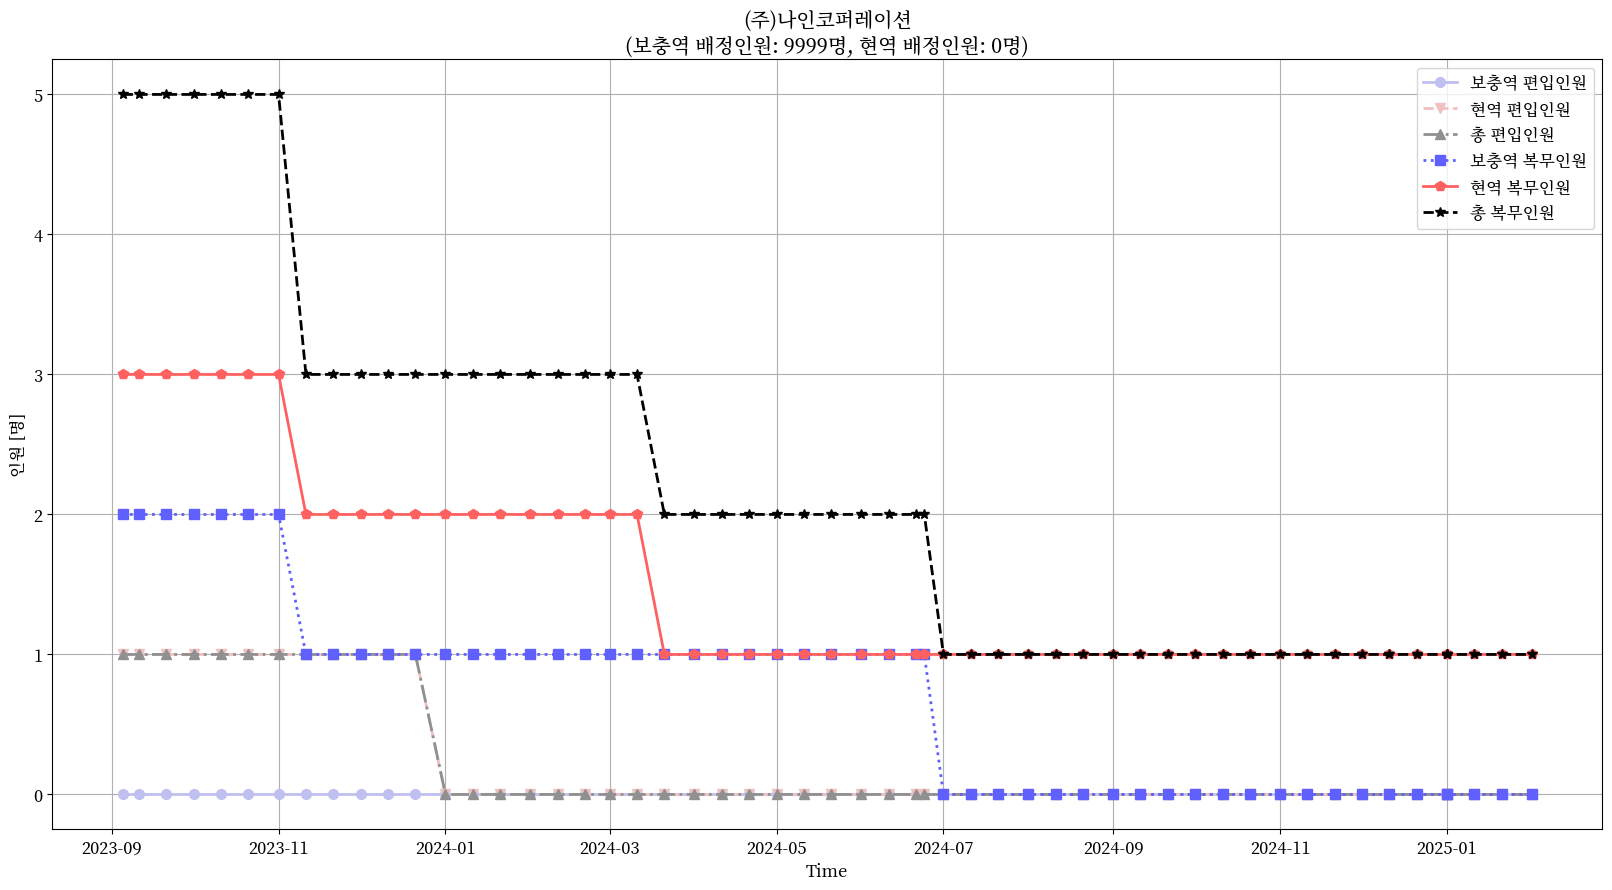 (주)나인코퍼레이션
(보충역 배정인원: 9999명, 현역 배정인원: 0명)
보충역 편입인원
현역 편입인원
총 편입인원
보충역 복무인원
현역 복무인원
총 복무인원
인원 [명]
5
4
3
2
1
0
2023-09
2023-11
2024-01
2024-03
2024-05
2024-07
2024-09
2024-11
2025-01
Time